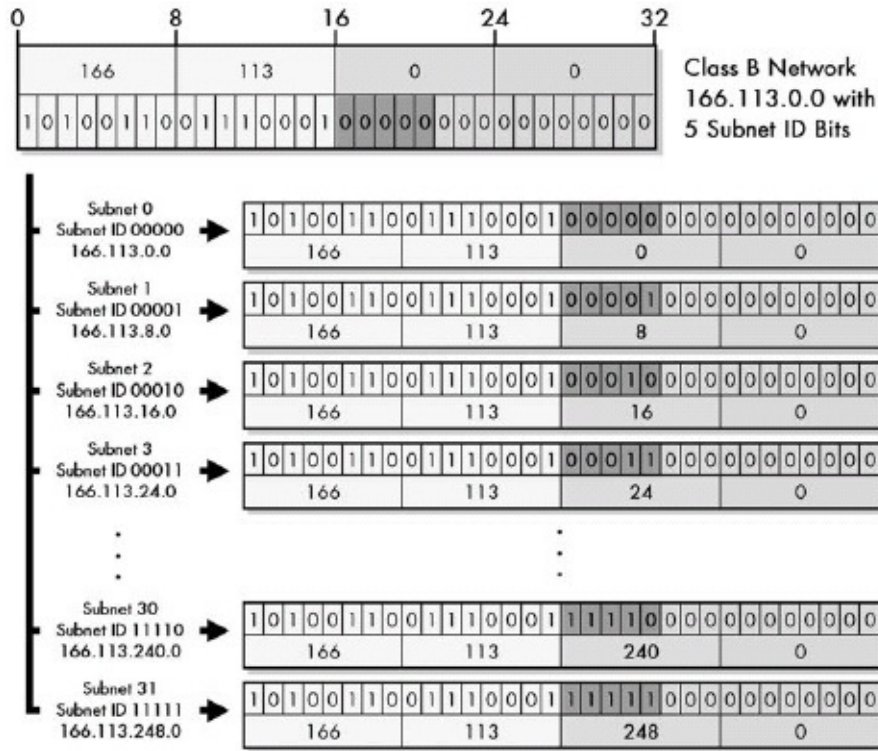 0 8 16 24 32
166 113 0 0
1 0 1 0 0 1 1 0 0 1 1 1 0 0 0 1 0 0 0 0 0 0 0 0 0 0 0 0 0 0 0 0
Class B Network
166.113.0.0 with
5 Subnet ID Bits
Subnet 0
Subnet ID 00000
166.113.0.0
1 0 1 0 0 1 1 0 0 1 1 1 0 0 0 1 0 0 0 0 0 0 0 0 0 0 0 0 0 0 0 0
166 113 0 0
Subnet 1
Subnet ID 00001
166.113.8.0
1 0 1 0 0 1 1 0 0 1 1 1 0 0 0 1 0 0 0 0 1 0 0 0 0 0 0 0 0 0 0 0
166 113 8 0
Subnet 2
Subnet ID 00010
166.113.16.0
1 0 1 0 0 1 1 0 0 1 1 1 0 0 0 1 0 0 0 1 0 0 0 0 0 0 0 0 0 0 0 0
166 113 16 0
Subnet 3
Subnet ID 00011
166.113.24.0
1 0 1 0 0 1 1 0 0 1 1 1 0 0 0 1 0 0 0 1 1 0 0 0 0 0 0 0 0 0 0 0
166 113 24 0
Subnet 30
Subnet ID 11110
166.113.240.0
1 0 1 0 0 1 1 0 0 1 1 1 0 0 0 1 1 1 1 1 0 0 0 0 0 0 0 0 0 0 0 0
166 113 240 0
Subnet 31
Subnet ID 11111
166.113.248.0
1 0 1 0 0 1 1 0 0 1 1 1 0 0 0 1 1 1 1 1 1 0 0 0 0 0 0 0 0 0 0 0
166 113 248 0